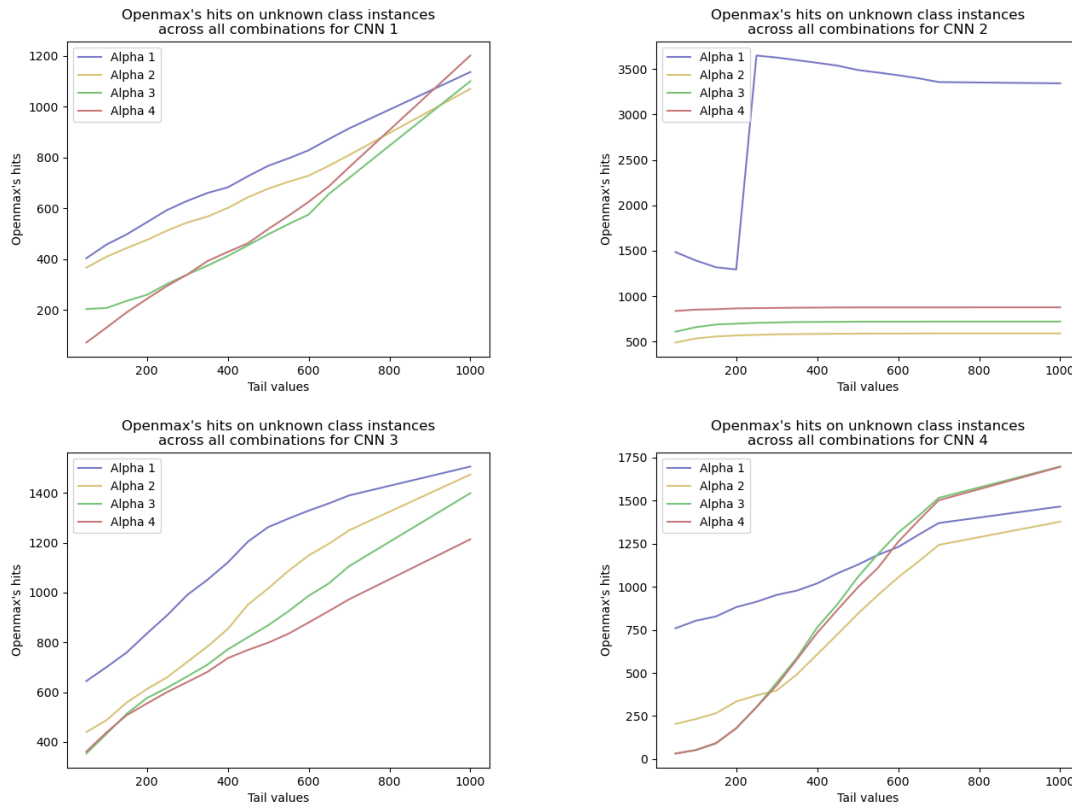 Openmax's hits on unknown class instances
across all combinations for CNN 1
Openmax's hits
1200
1000
800
600
400
200
Alpha 1
Alpha 2
Alpha 3
Alpha 4
200 400 600 800 1000
Tail values
Openmax's hits on unknown class instances
across all combinations for CNN 2
Openmax's hits
3500
3000
2500
2000
1500
1000
500
Alpha 1
Alpha 2
Alpha 3
Alpha 4
200 400 600 800 1000
Tail values
Openmax's hits on unknown class instances
across all combinations for CNN 3
Openmax's hits
1400
1200
1000
800
600
400
Alpha 1
Alpha 2
Alpha 3
Alpha 4
200 400 600 800 1000
Tail values
Openmax's hits on unknown class instances
across all combinations for CNN 4
Openmax's hits
1750
1500
1250
1000
750
500
250
0
Alpha 1
Alpha 2
Alpha 3
Alpha 4
200 400 600 800 1000
Tail values